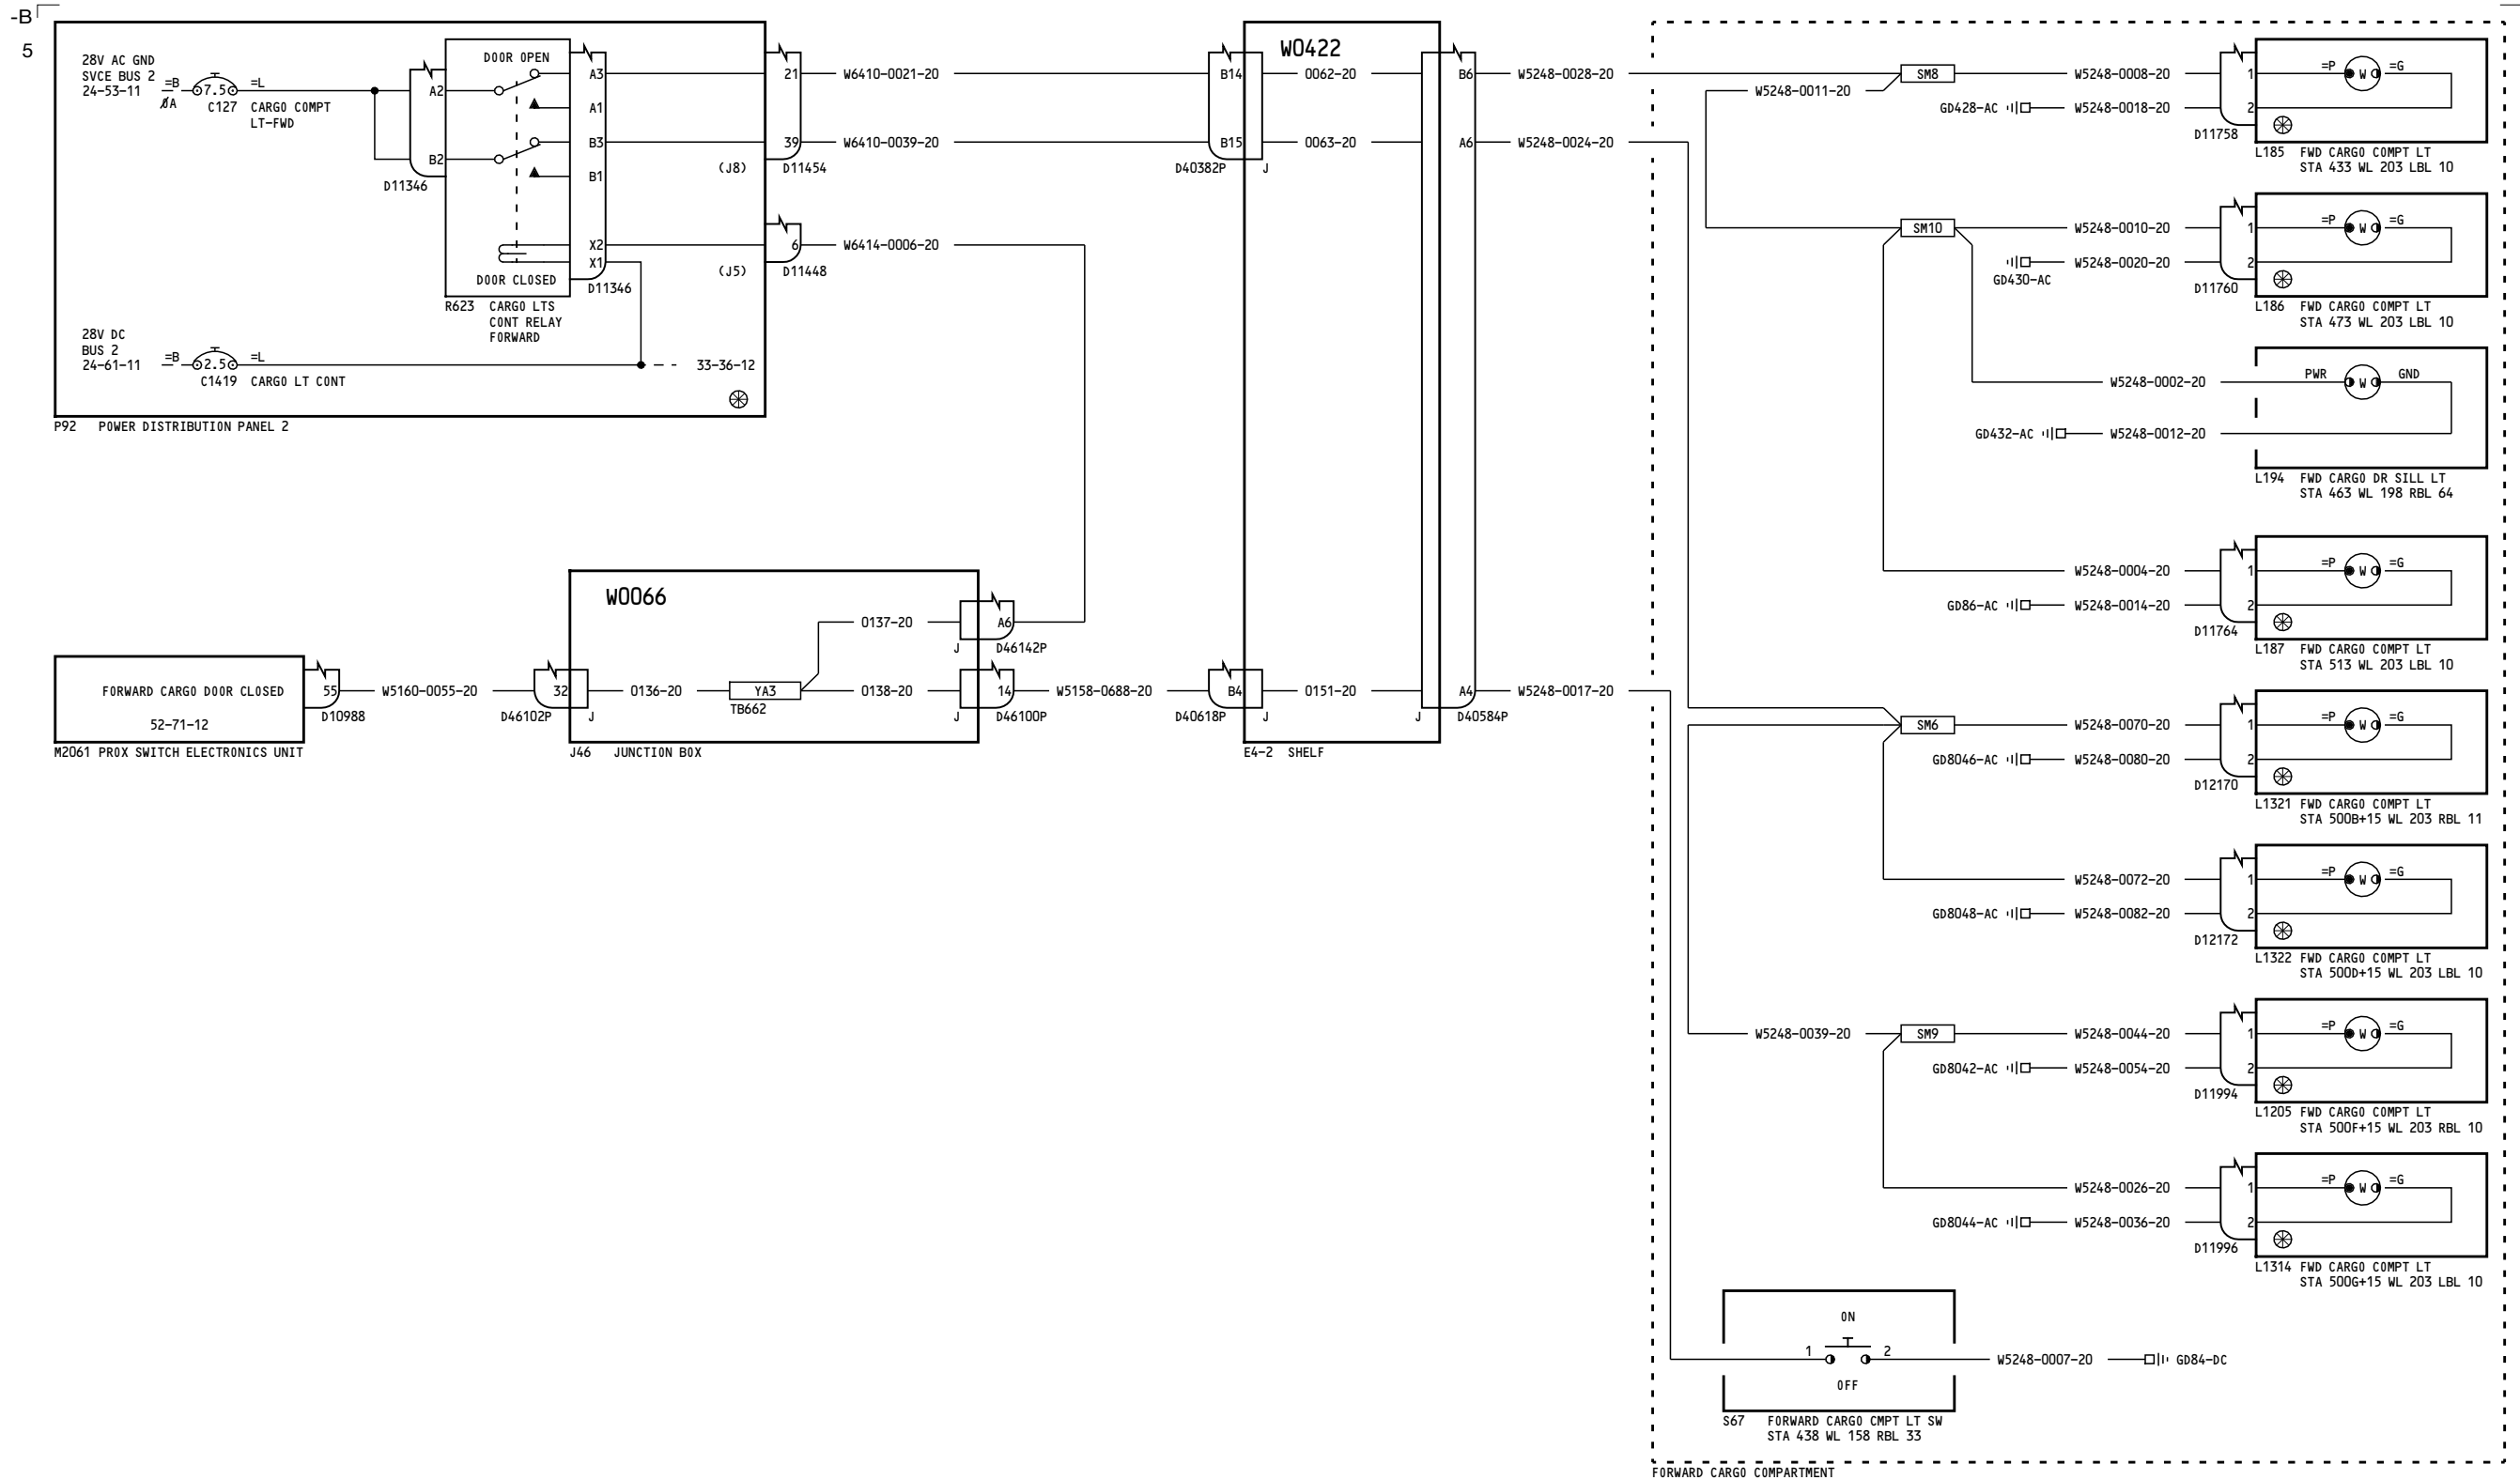 -B
5
28V AC GND
SVCE BUS 2
24-53-11
=B
ØA
7.5
=L
C127 CARGO COMPT
LT-FWD
A2
B2
D11346
DOOR OPEN
DOOR CLOSED
A3
A1
B3
B1
X2
X1
D11346
R623 CARGO LTS
CONT RELAY
FORWARD
28V DC
BUS 2
24-61-11
=B
2.5
=L
C1419 CARGO LT CONT
33-36-12
P92 POWER DISTRIBUTION PANEL 2
21
39
(J8) D11454
6
(J5) D11448
W6410-0021-20
W6410-0039-20
W6414-0006-20
FORWARD CARGO DOOR CLOSED
52-71-12
M2061 PROX SWITCH ELECTRONICS UNIT
55
D10988
W5160-0055-20
32
D46102P J
W0066
0136-20
YA3
TB662
0137-20
0138-20
A6
J D46142P
14
J D46100P
J46 JUNCTION BOX
W5158-0688-20
B14
B15
D40382P J
W0422
0062-20
0063-20
B4
D40618P J
0151-20
B6
A6
A4
J D40584P
E4-2 SHELF
W5248-0028-20
W5248-0024-20
W5248-0017-20
W5248-0011-20
SM8
W5248-0008-20
GD428-AC W5248-0018-20
1
2
D11758
=P W =G
L185 FWD CARGO COMPT LT
STA 433 WL 203 LBL 10
SM10
W5248-0010-20
W5248-0020-20
GD430-AC
1
2
D11760
=P W =G
L186 FWD CARGO COMPT LT
STA 473 WL 203 LBL 10
W5248-0002-20
PWR W GND
GD432-AC W5248-0012-20
L194 FWD CARGO DR SILL LT
STA 463 WL 198 RBL 64
W5248-0004-20
GD86-AC W5248-0014-20
1
2
D11764
=P W =G
L187 FWD CARGO COMPT LT
STA 513 WL 203 LBL 10
SM6
W5248-0070-20
GD8046-AC W5248-0080-20
1
2
D12170
=P W =G
L1321 FWD CARGO COMPT LT
STA 500B+15 WL 203 RBL 11
W5248-0072-20
GD8048-AC W5248-0082-20
1
2
D12172
=P W =G
L1322 FWD CARGO COMPT LT
STA 500D+15 WL 203 LBL 10
W5248-0039-20
SM9
W5248-0044-20
GD8042-AC W5248-0054-20
1
2
D11994
=P W =G
L1205 FWD CARGO COMPT LT
STA 500F+15 WL 203 RBL 10
W5248-0026-20
GD8044-AC W5248-0036-20
1
2
D11996
=P W =G
L1314 FWD CARGO COMPT LT
STA 500G+15 WL 203 LBL 10
ON
1 2
OFF
W5248-0007-20
GD84-DC
S67 FORWARD CARGO CMPT LT SW
STA 438 WL 158 RBL 33
FORWARD CARGO COMPARTMENT